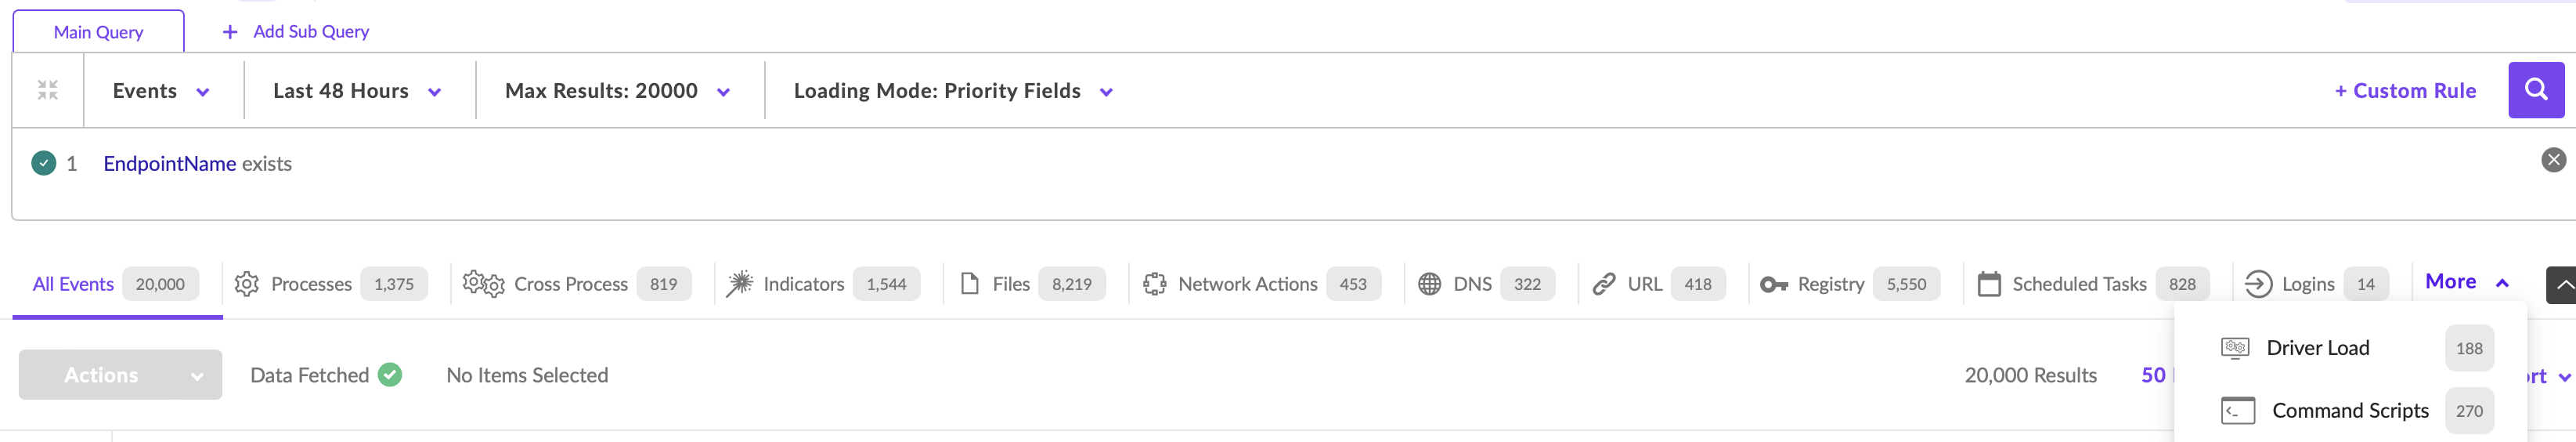 Main Query + Add Sub Query
Events Last 48 Hours Max Results: 20000 Loading Mode: Priority Fields + Custom Rule
1 EndpointName exists
All Events 20,000 Processes 1,375 Cross Process 819 Indicators 1,544 Files 8,219 Network Actions 453 DNS 322 URL 418 Registry 5,550 Scheduled Tasks 828 Logins 14 More
Driver Load 188
Actions Data Fetched No Items Selected 20,000 Results 50
Command Scripts 270